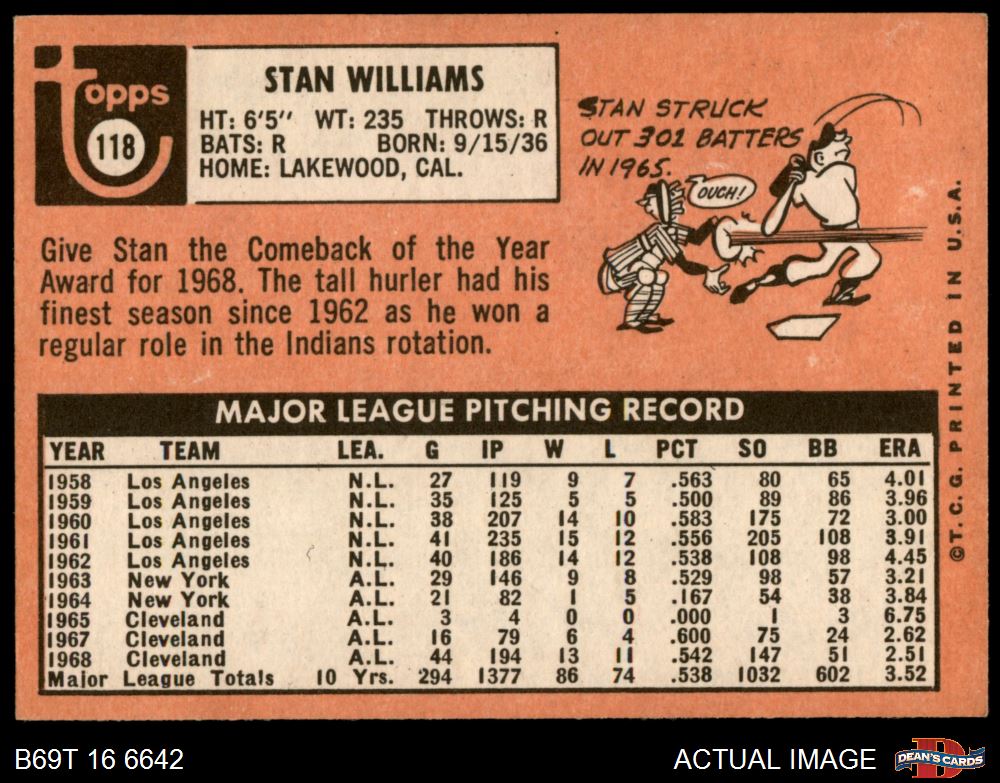 Topps
118
STAN WILLIAMS
HT: 6'5" WT: 235 THROWS: R
BATS: R BORN: 9/15/36
HOME: LAKEWOOD, CAL.
STAN STRUCK
OUT 301 BATTERS
IN 1965.
OUCH!
Give Stan the Comeback of the Year
Award for 1968. The tall hurler had his
finest season since 1962 as he won a
regular role in the Indians rotation.
MAJOR LEAGUE PITCHING RECORD
YEAR TEAM LEA. G IP W L PCT SO BB ERA
1958 Los Angeles N.L. 27 119 9 7 .563 80 65 4.01
1959 Los Angeles N.L. 35 125 5 5 .500 89 86 3.96
1960 Los Angeles N.L. 38 207 14 10 .583 175 72 3.00
1961 Los Angeles N.L. 41 235 15 12 .556 205 108 3.91
1962 Los Angeles N.L. 40 186 14 12 .538 108 98 4.45
1963 New York A.L. 29 146 9 8 .529 98 57 3.21
1964 New York A.L. 21 82 1 5 .167 54 38 3.84
1965 Cleveland A.L. 3 4 0 0 .000 1 3 6.75
1967 Cleveland A.L. 16 79 6 4 .600 75 24 2.62
1968 Cleveland A.L. 44 194 13 11 .542 147 51 2.51
Major League Totals 10 Yrs. 294 1377 86 74 .538 1032 602 3.52
©T.C.G. PRINTED IN U.S.A.
B69T 16 6642
ACTUAL IMAGE
D
DEAN'S CARDS